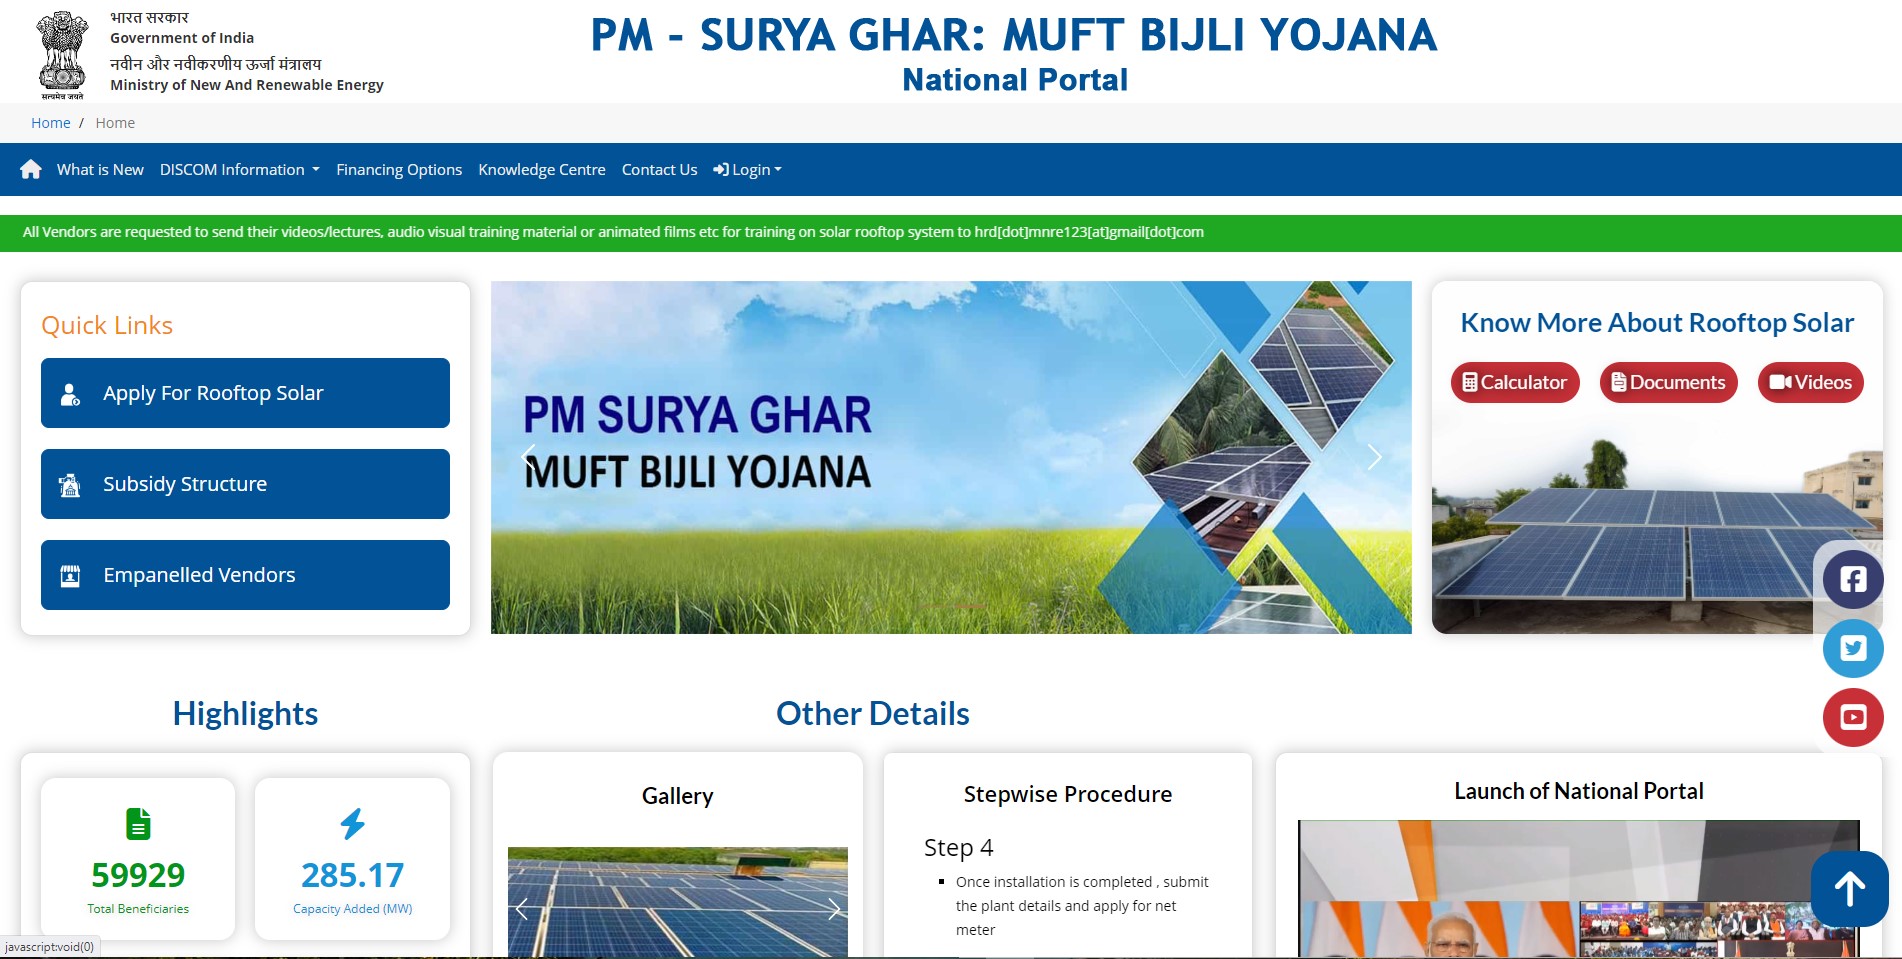 भारत सरकार
Government of India
नवीन और नवीकरणीय ऊर्जा मंत्रालय
Ministry of New And Renewable Energy
सत्यमेव जयते
PM - SURYA GHAR: MUFT BIJLI YOJANA
National Portal
Home / Home
What is New DISCOM Information Financing Options Knowledge Centre Contact Us Login
All Vendors are requested to send their videos/lectures, audio visual training material or animated films etc for training on solar rooftop system to hrd[dot]mnre123[at]gmail[dot]com
Quick Links
Apply For Rooftop Solar
Subsidy Structure
Empanelled Vendors
PM SURYA GHAR
MUFT BIJLI YOJANA
Know More About Rooftop Solar
Calculator Documents Videos
Highlights
59929
Total Beneficiaries
285.17
Capacity Added (MW)
Other Details
Gallery
Stepwise Procedure
Step 4
Once installation is completed , submit
the plant details and apply for net
meter
Launch of National Portal
javascript:void(0)